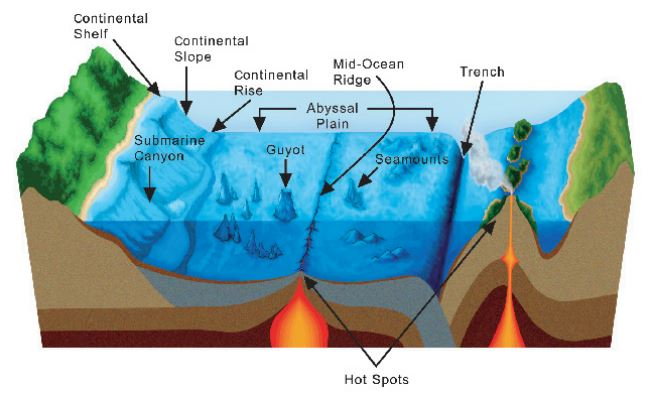 Continental
Shelf
Continental
Slope
Continental
Rise
Mid-Ocean
Ridge
Trench
Abyssal
Plain
Submarine
Canyon
Guyot
Seamounts
Hot Spots